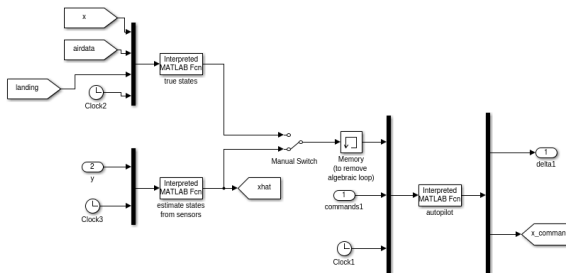 x
airdata
landing
Clock2
Interpreted
MATLAB Fcn
true states
2
y
Clock3
Interpreted
MATLAB Fcn
estimate states
from sensors
xhat
Manual Switch
Memory
(to remove
algebraic loop)
1
commands1
Clock1
Interpreted
MATLAB Fcn
autopilot
1
delta1
x_comman